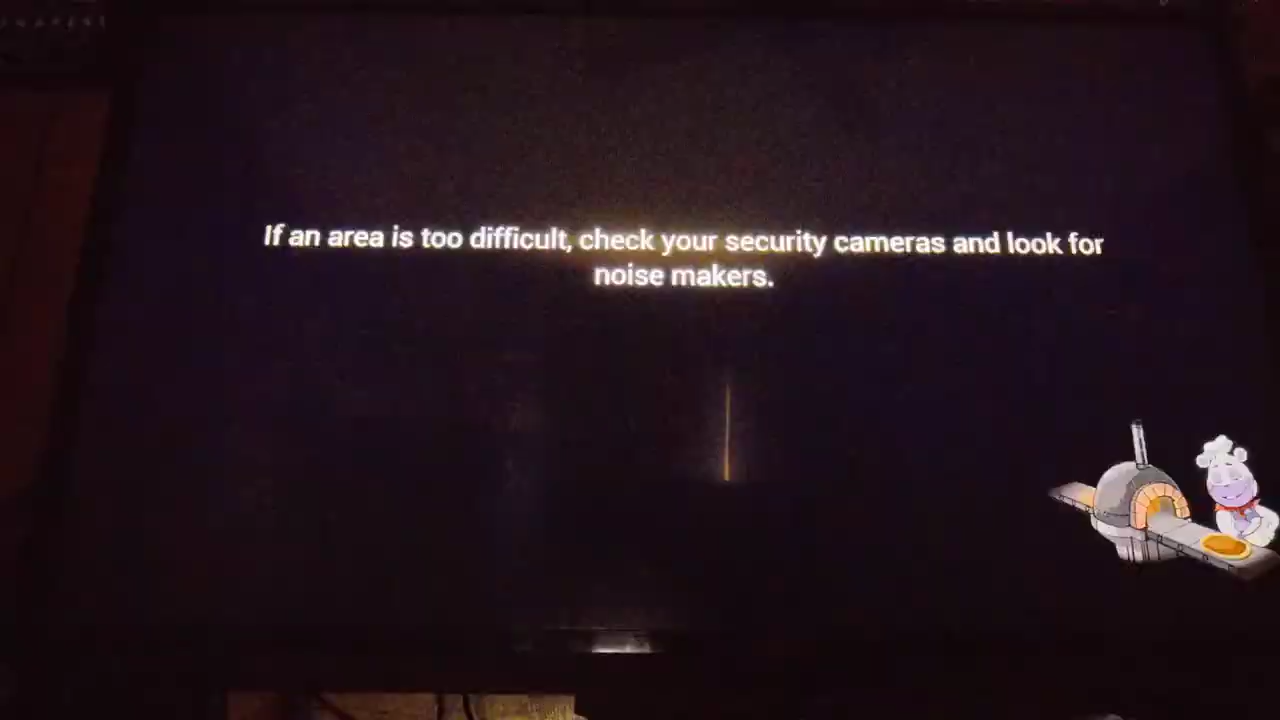 If an area is too difficult, check your security cameras and look for
noise makers.